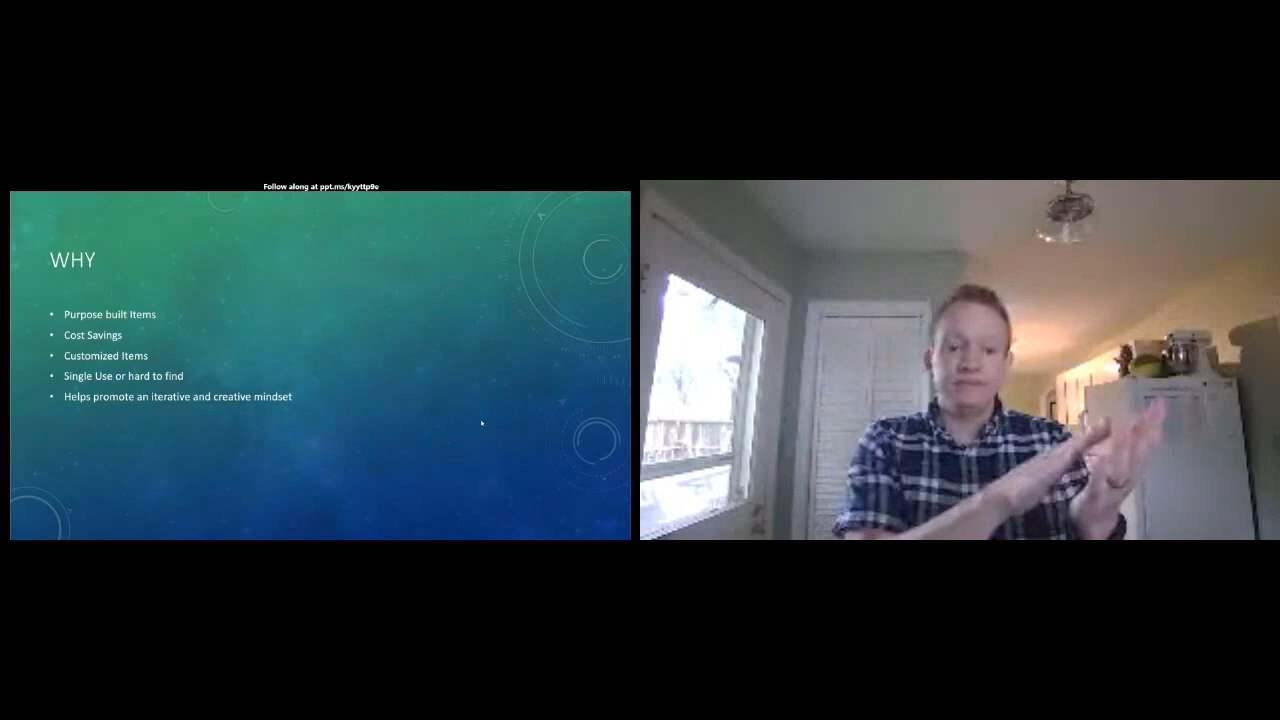 Follow along at ppt.ms/kyyttp9e
WHY
• Purpose built Items
• Cost Savings
• Customized Items
• Single Use or hard to find
• Helps promote an iterative and creative mindset